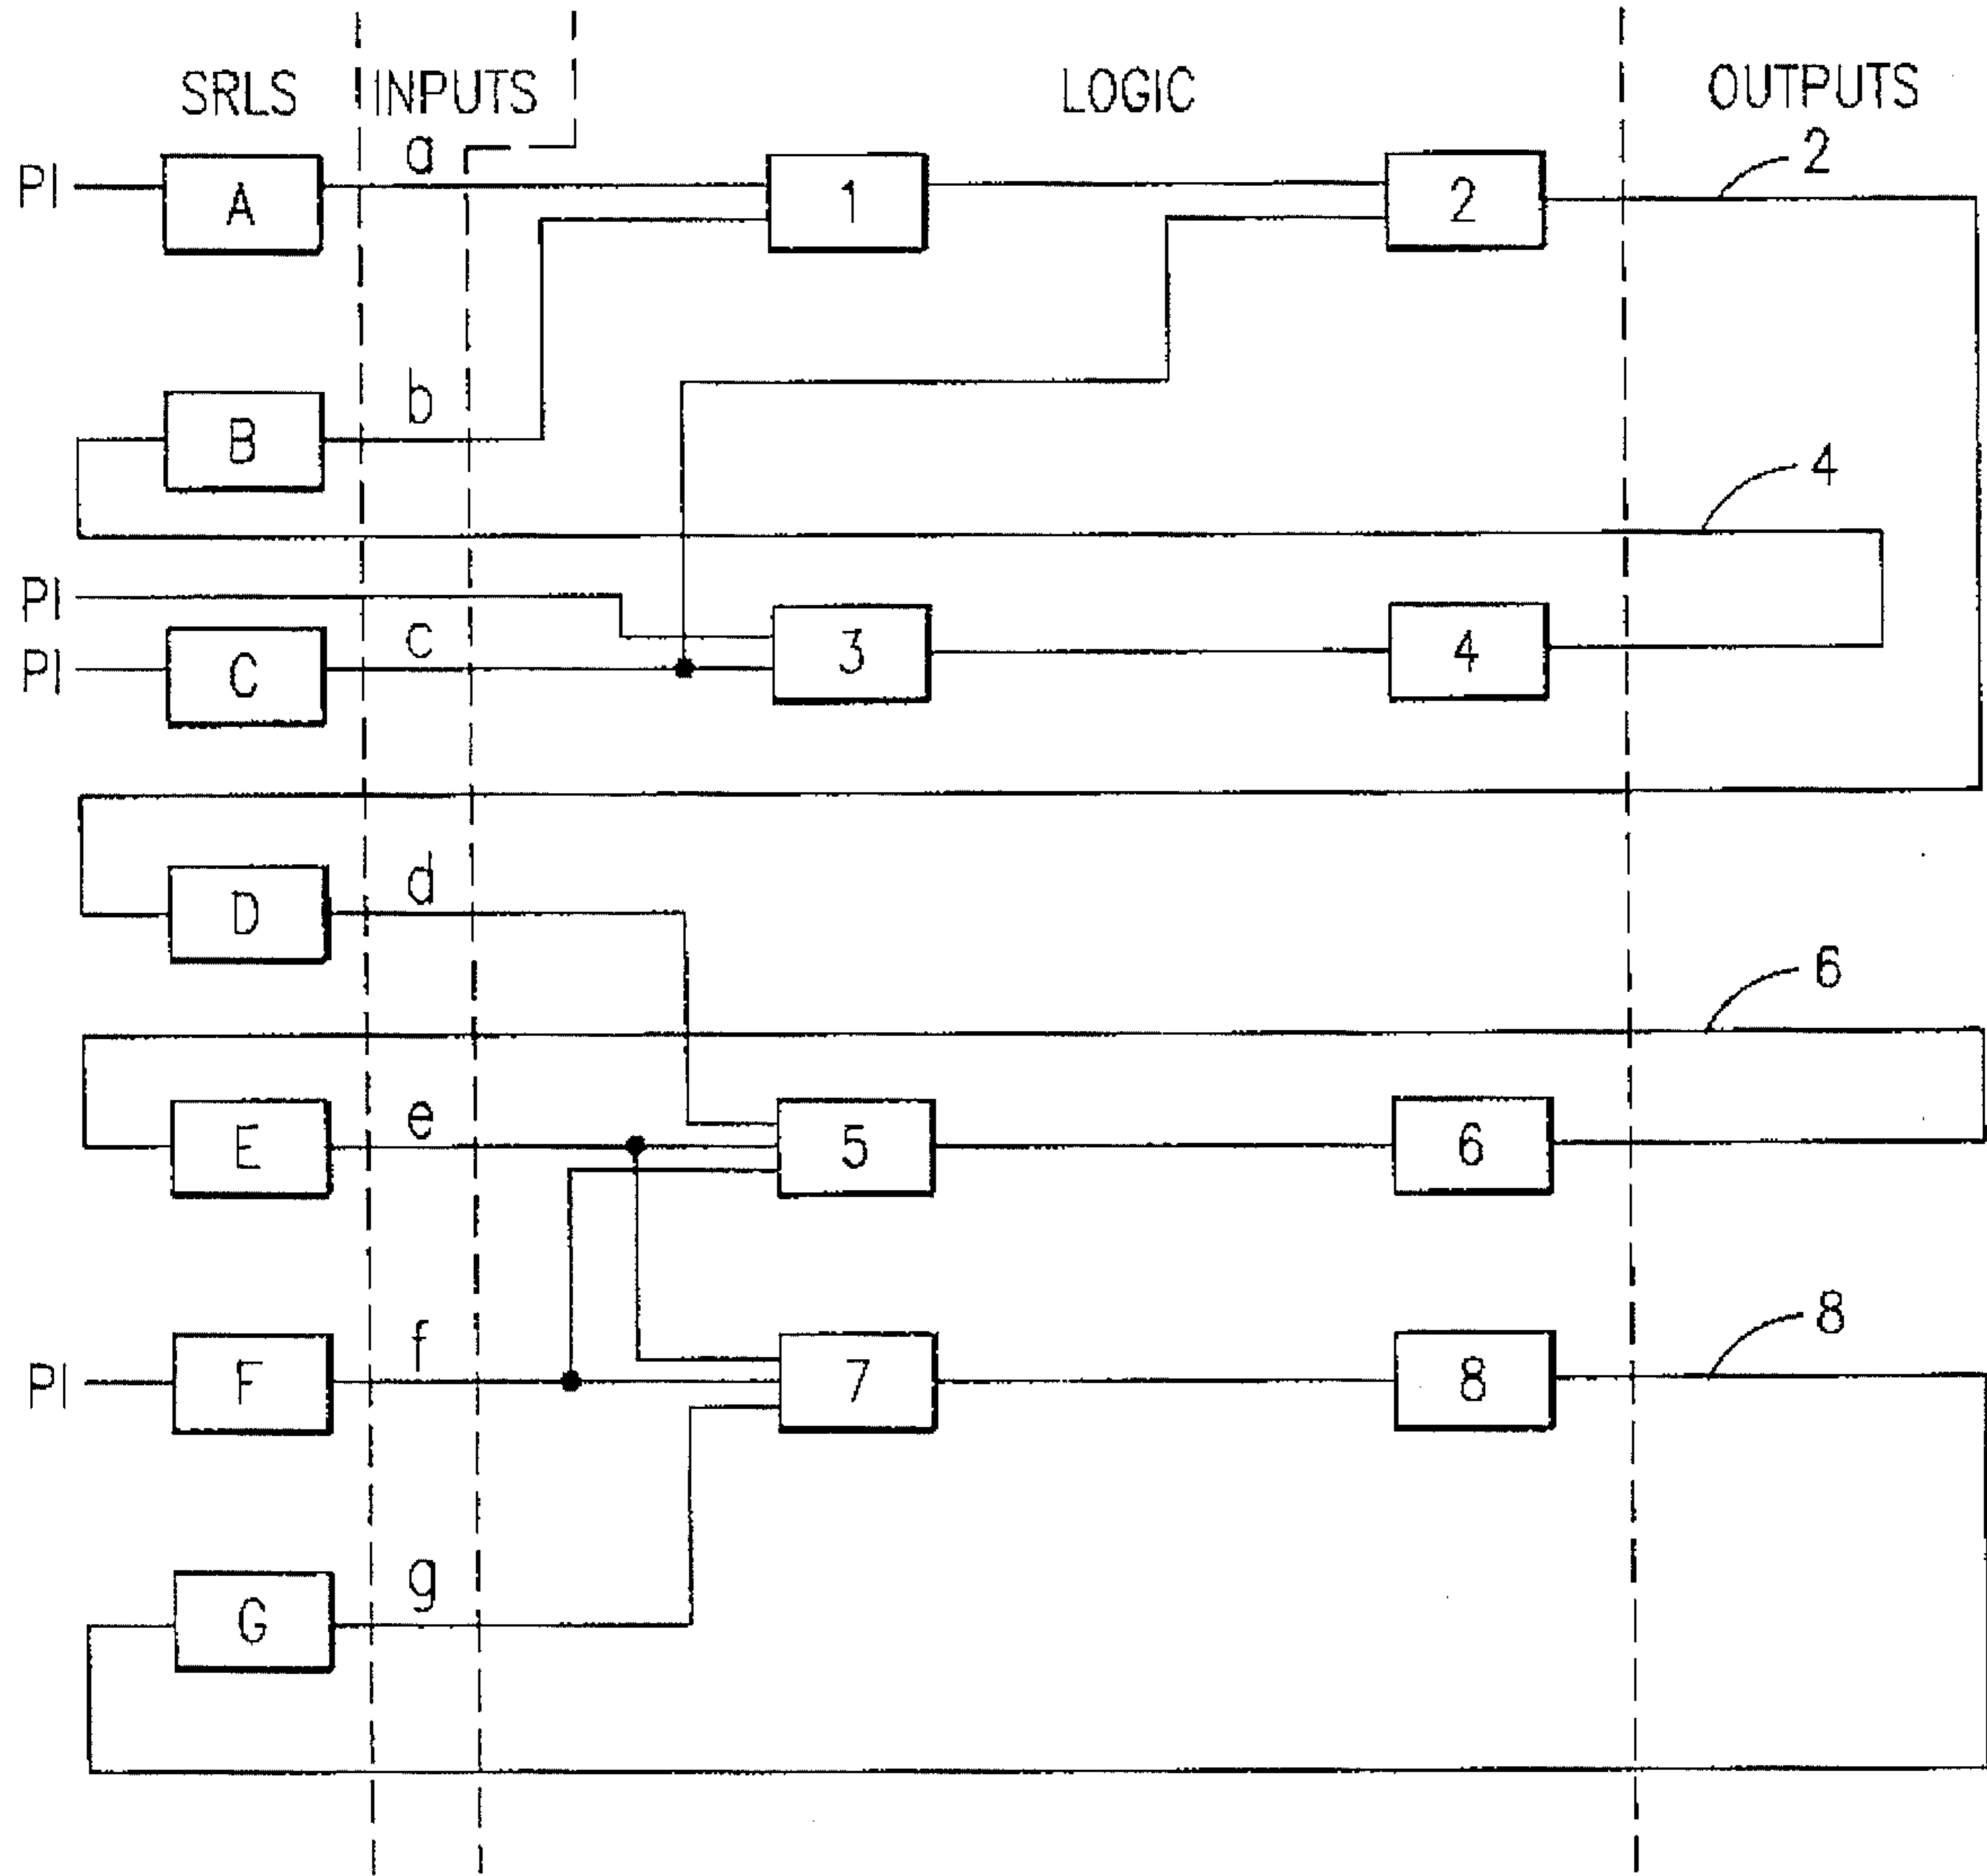 SRLS INPUTS LOGIC OUTPUTS
a 2
PI A 1 2
b
B 4
PI
c
PI C 3 4
d
D
6
e
E 5 6
f 8
PI F 7 8
g
G